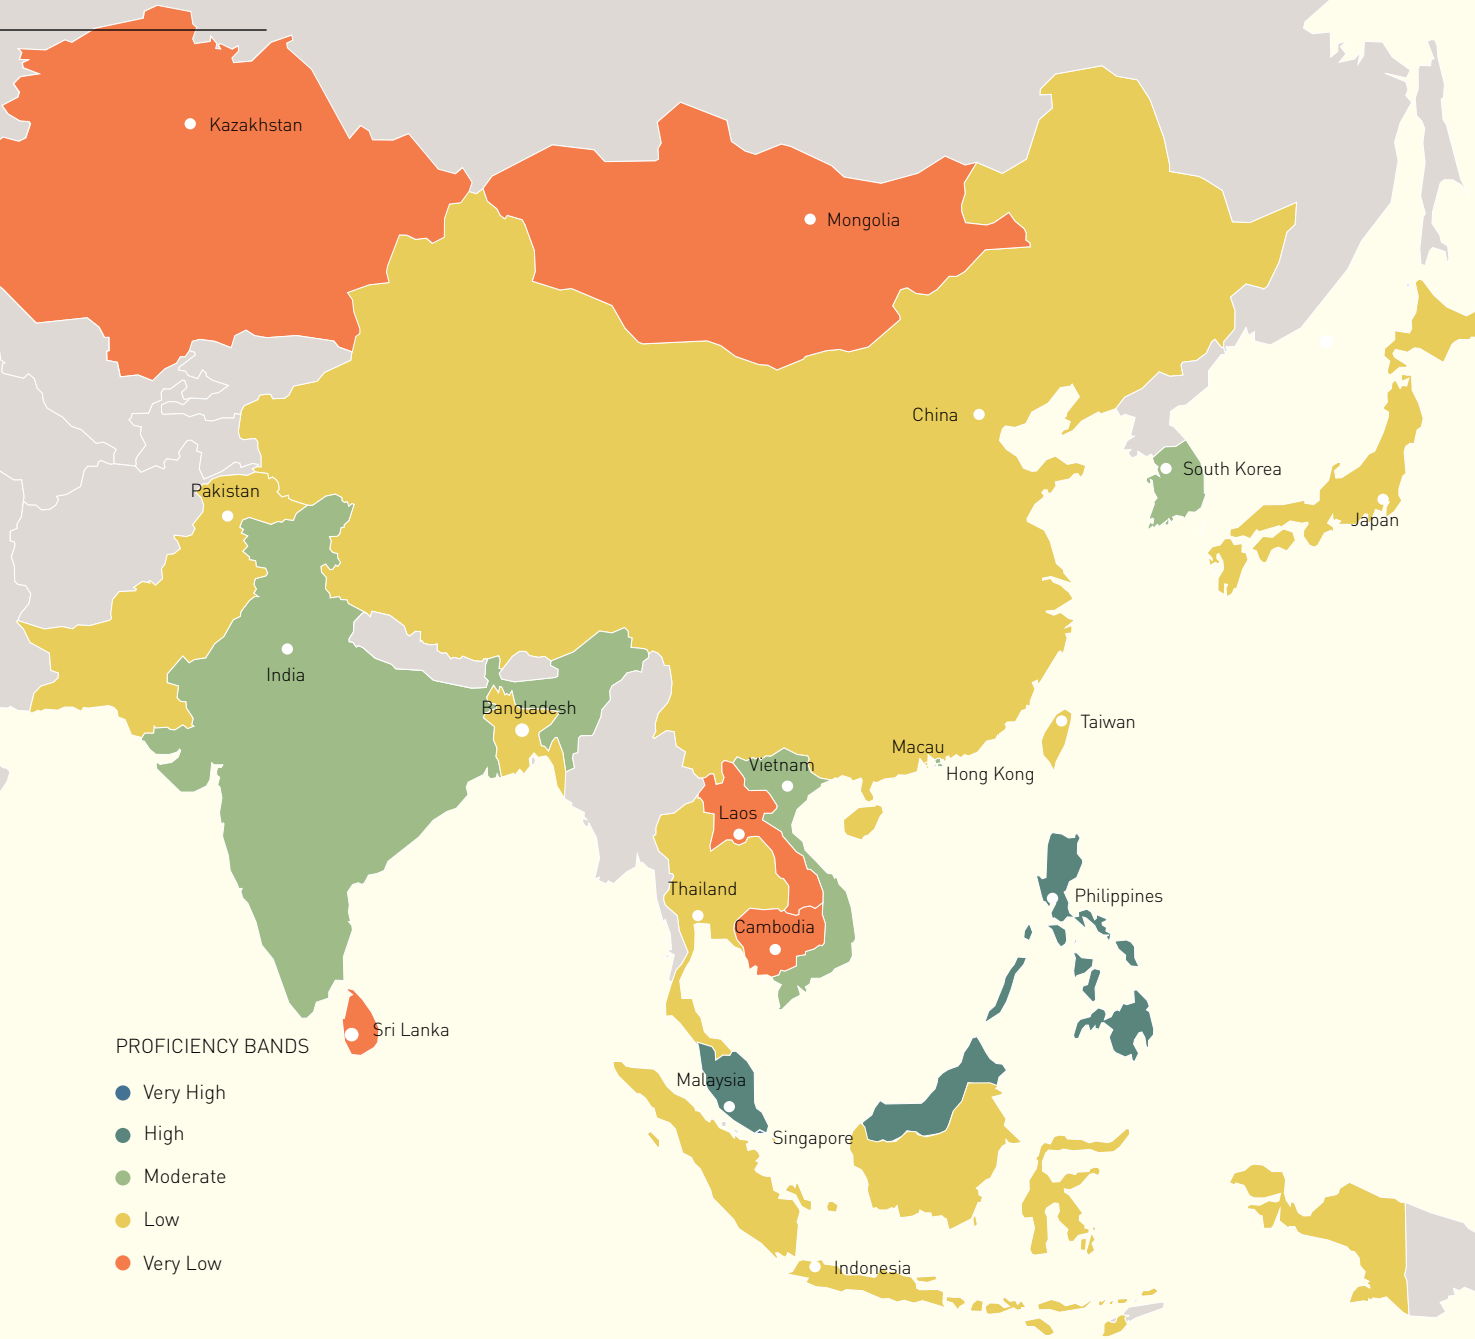 Kazakhstan
Mongolia
China
South Korea
Pakistan
Japan
India
Bangladesh
Taiwan
Macau
Vietnam
Hong Kong
Laos
Thailand
Philippines
Cambodia
Sri Lanka
PROFICIENCY BANDS
Malaysia
Very High
High
Singapore
Moderate
Low
Very Low
Indonesia